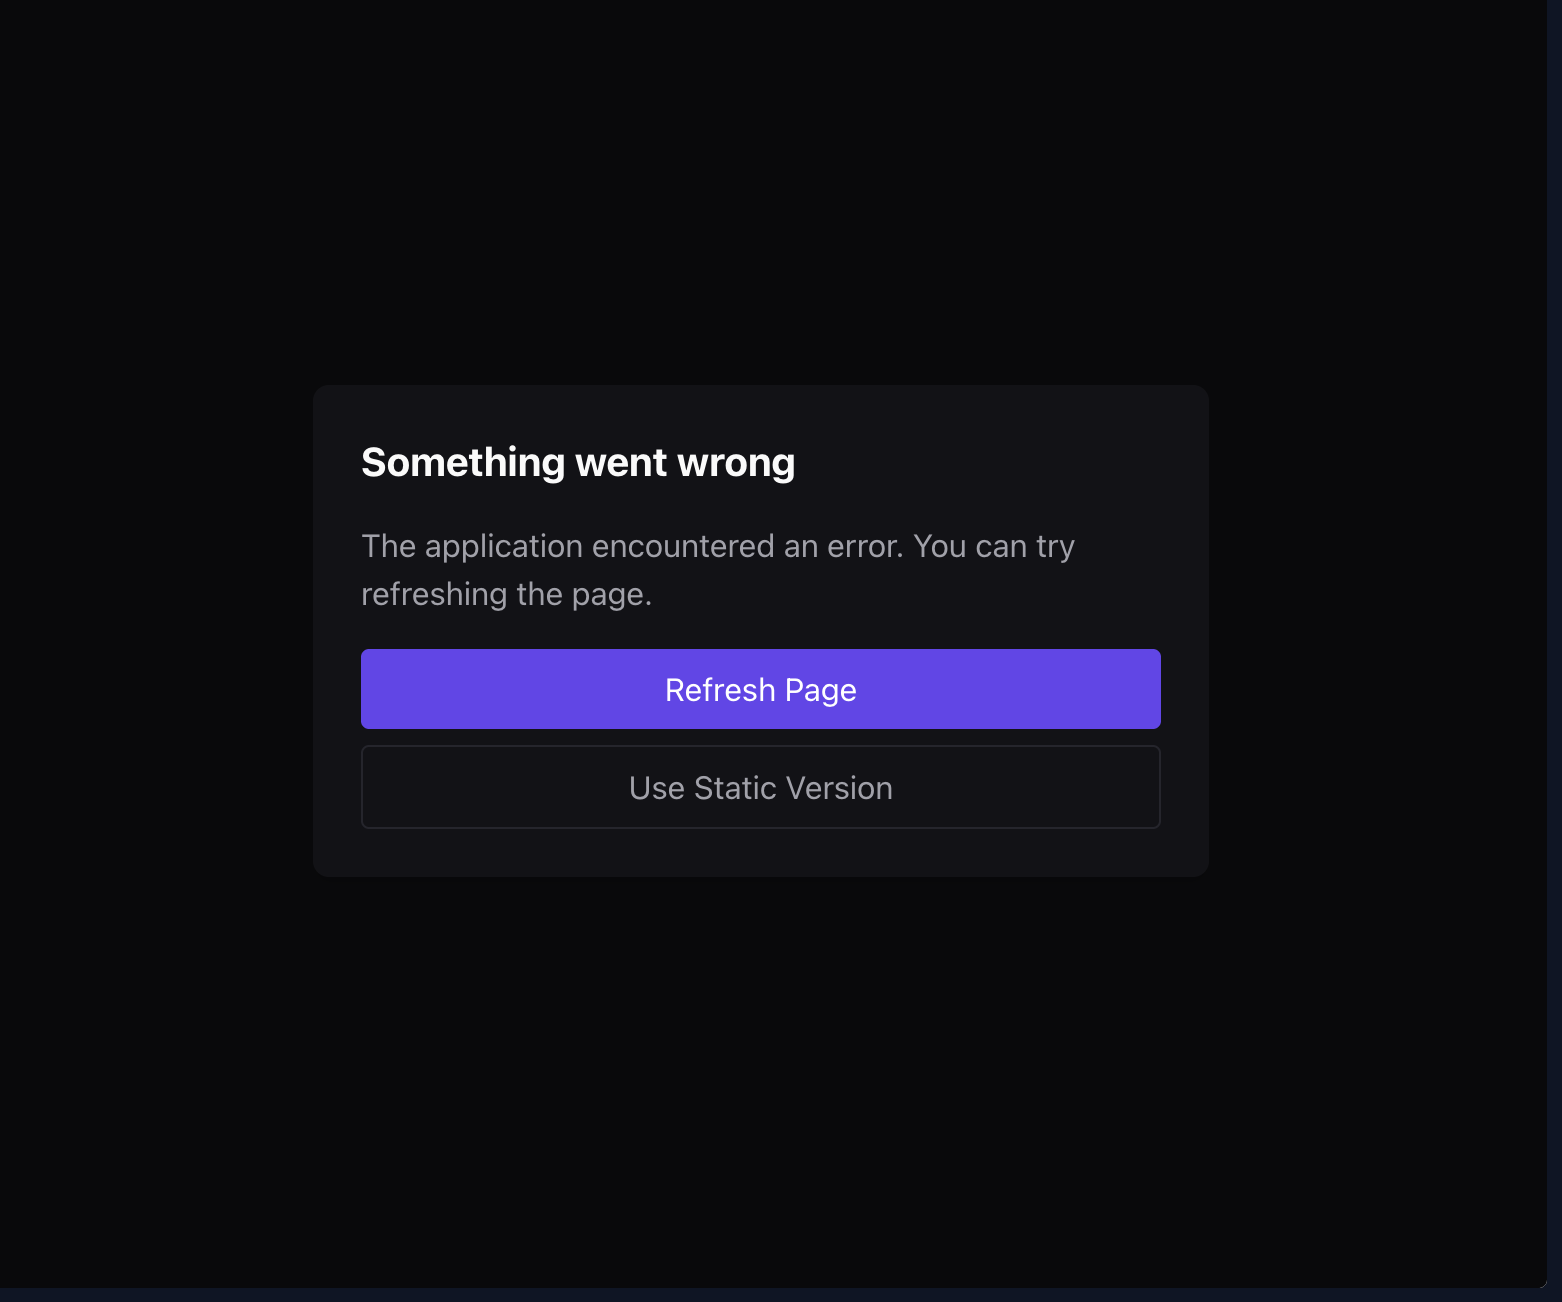 Something went wrong
The application encountered an error. You can try
refreshing the page.
Refresh Page
Use Static Version